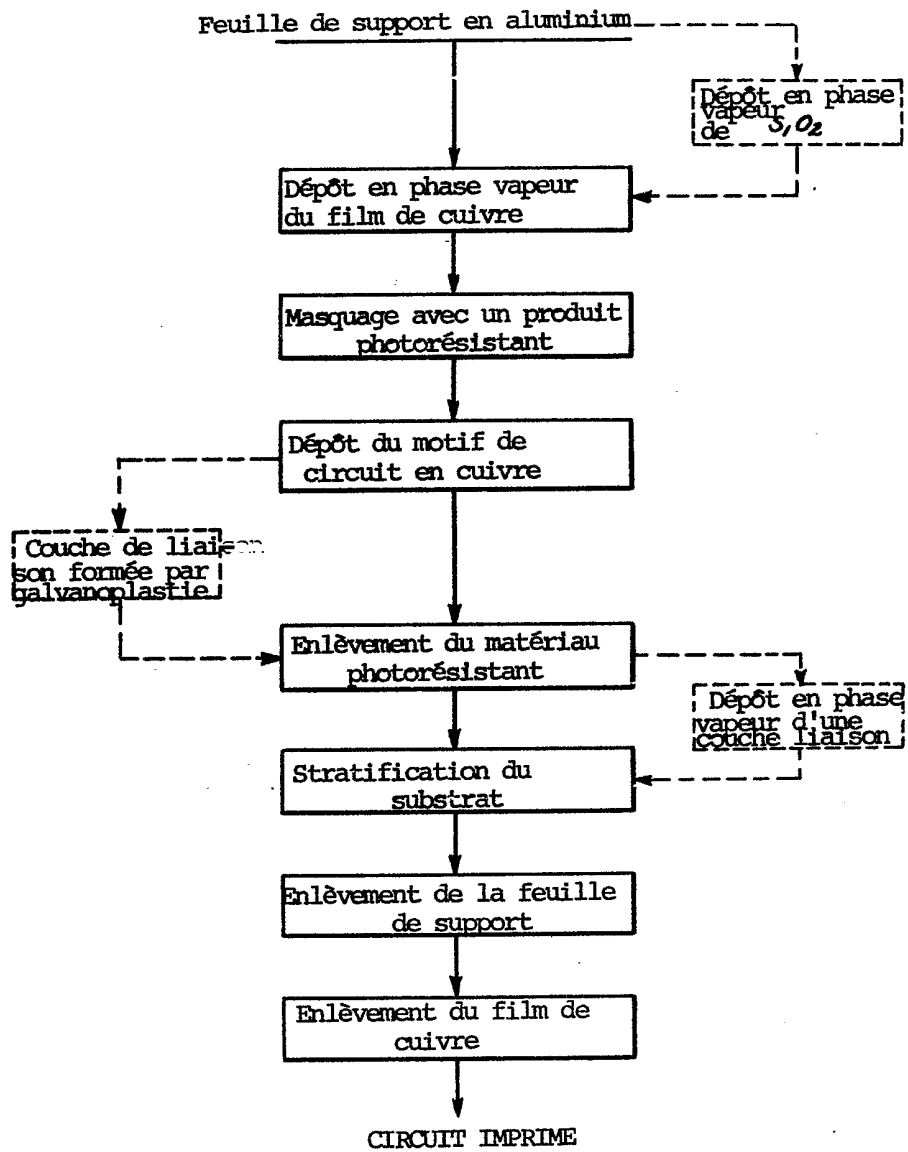 Feuille de support en aluminium
Dépôt en phase
vapeur
de SiO2
Dépôt en phase vapeur
du film de cuivre
Masquage avec un produit
photorésistant
Dépôt du motif de
circuit en cuivre
Couche de liai
son formée par
galvanoplastie
Enlèvement du matériau
photorésistant
Dépôt en phase
vapeur d'une
couche liaison
Stratification du
substrat
Enlèvement de la feuille
de support
Enlèvement du film de
cuivre
CIRCUIT IMPRIME